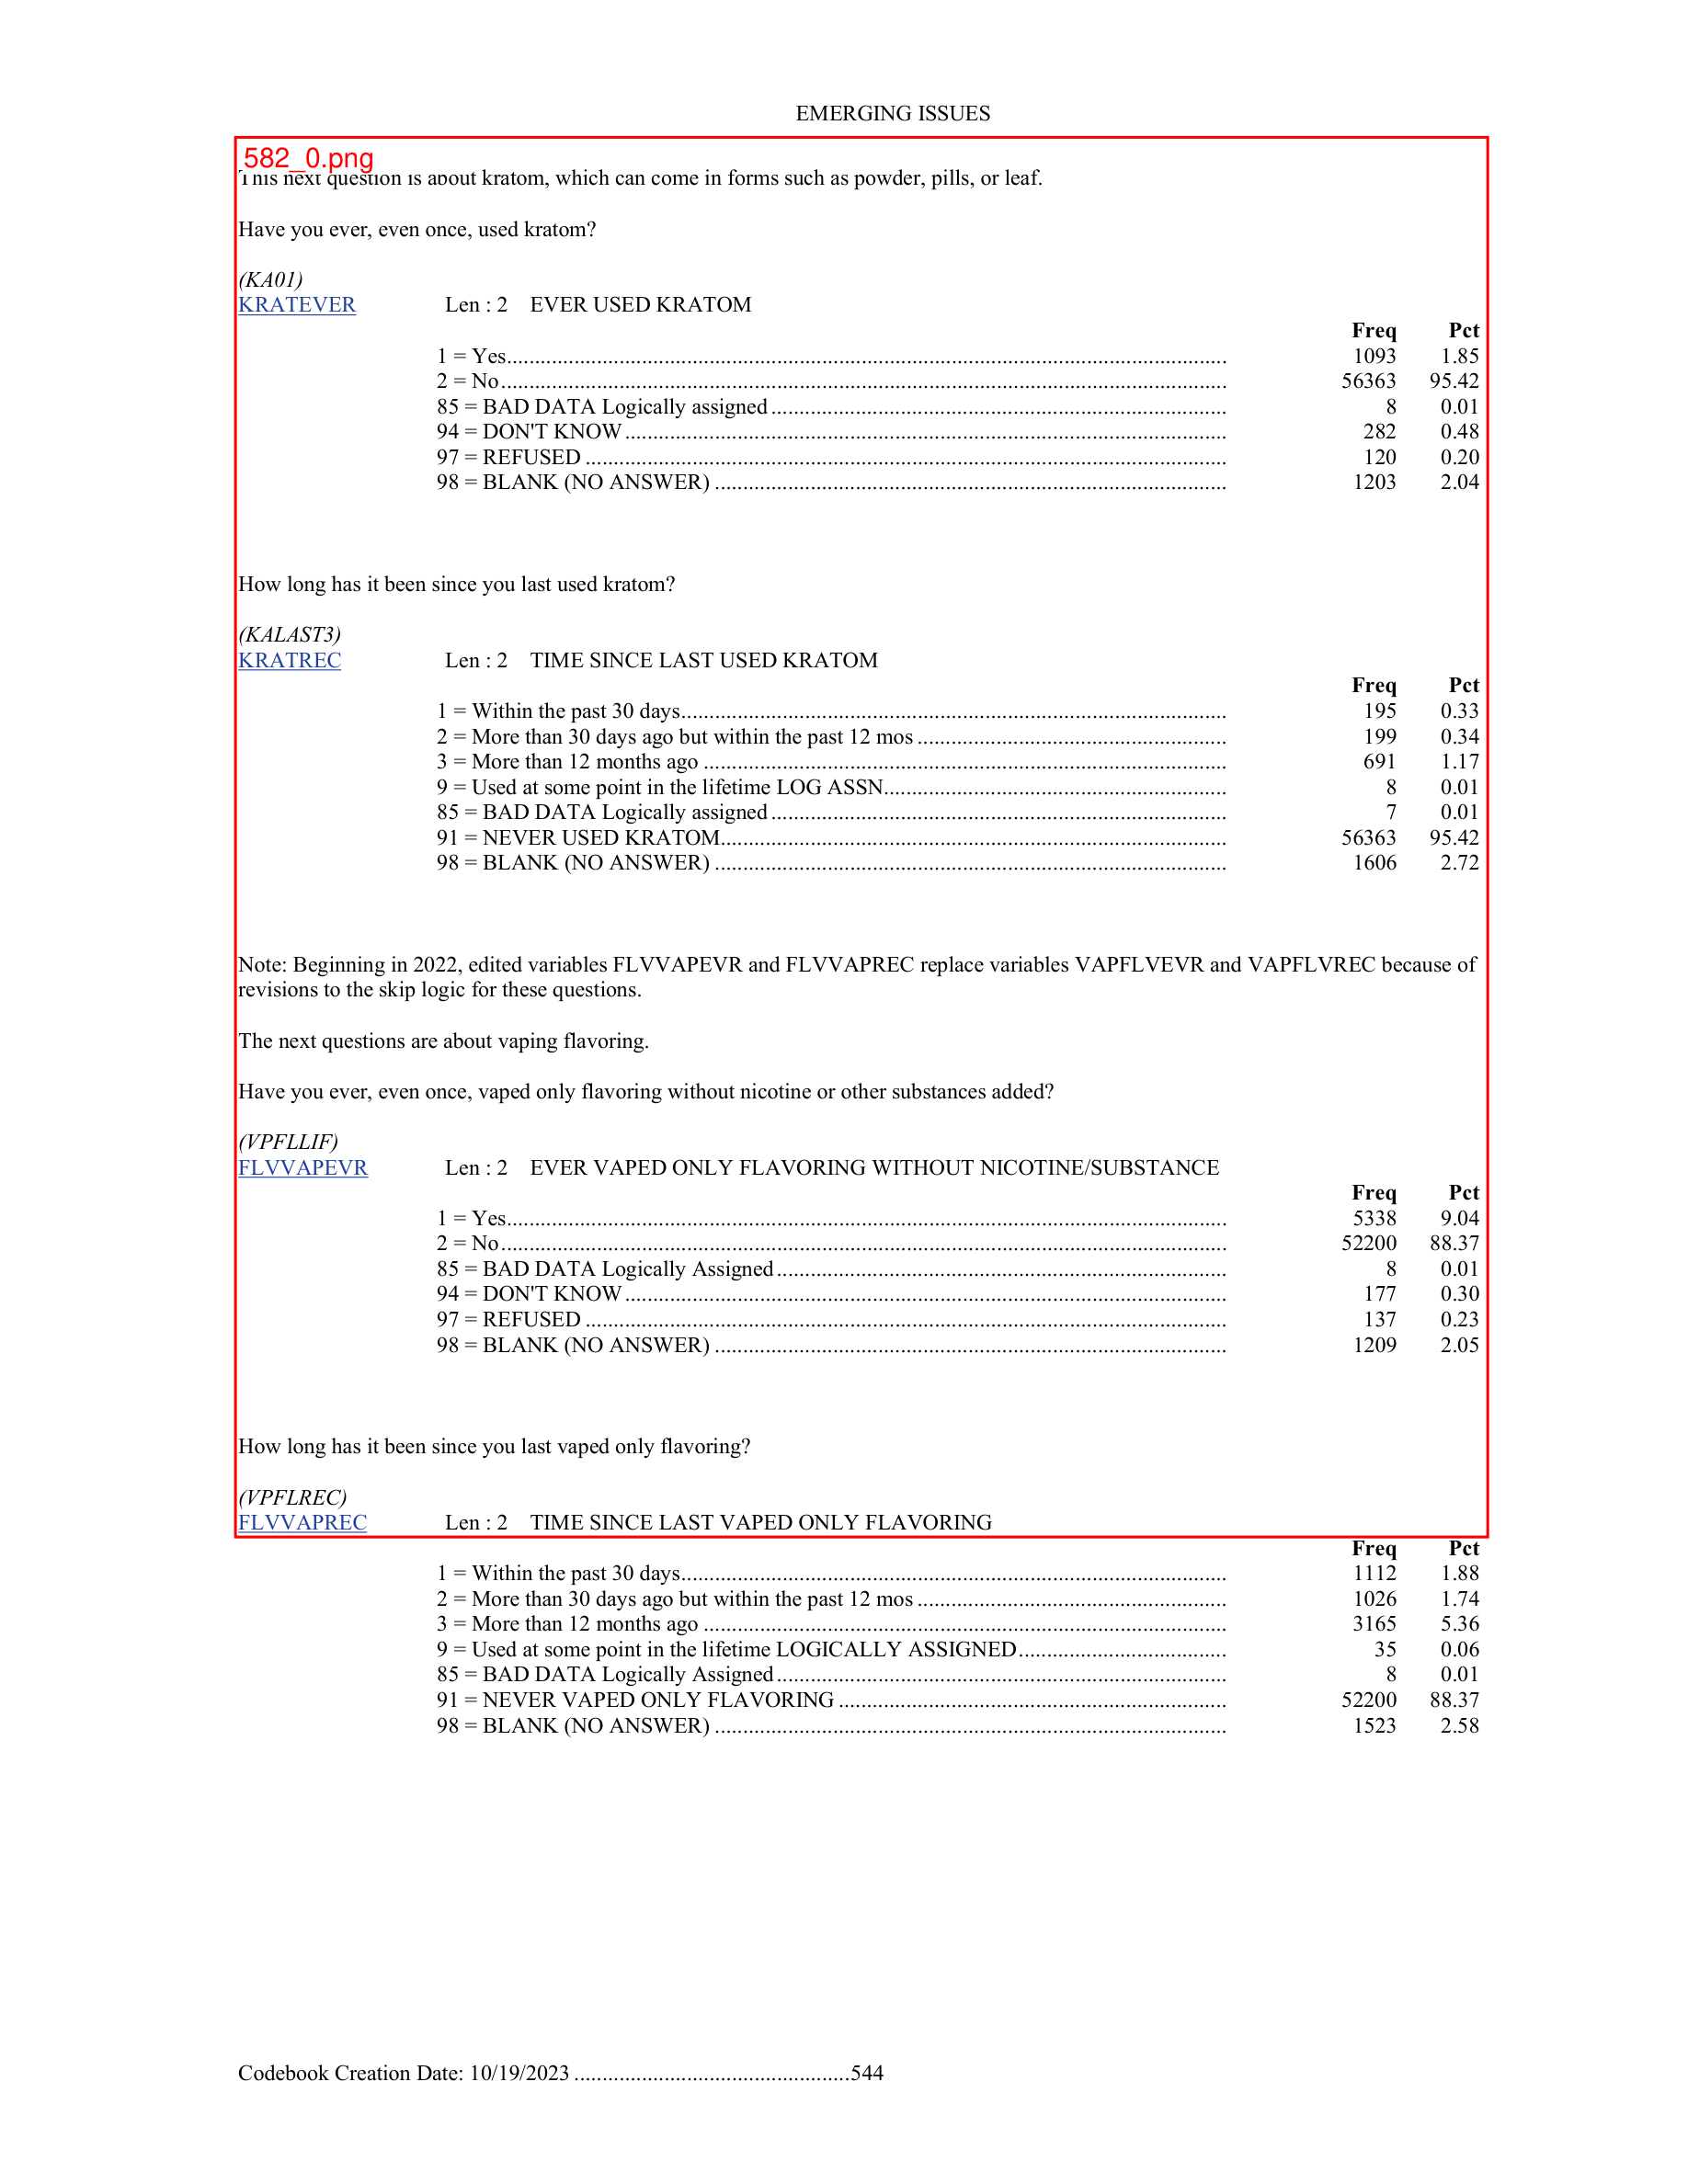 EMERGING ISSUES
582_0.png
This next question is about kratom, which can come in forms such as powder, pills, or leaf.
Have you ever, even once, used kratom?
(KA01)
KRATEVER Len : 2 EVER USED KRATOM
Freq Pct
1 = Yes................................................................ 1093 1.85
2 = No................................................................ 56363 95.42
85 = BAD DATA Logically assigned................................................................ 8 0.01
94 = DON'T KNOW................................................................ 282 0.48
97 = REFUSED ................................................................ 120 0.20
98 = BLANK (NO ANSWER) ................................................................ 1203 2.04
How long has it been since you last used kratom?
(KALAST3)
KRATREC Len : 2 TIME SINCE LAST USED KRATOM
Freq Pct
1 = Within the past 30 days................................................................ 195 0.33
2 = More than 30 days ago but within the past 12 mos ................................................................ 199 0.34
3 = More than 12 months ago ................................................................ 691 1.17
9 = Used at some point in the lifetime LOG ASSN................................................................ 8 0.01
85 = BAD DATA Logically assigned................................................................ 7 0.01
91 = NEVER USED KRATOM................................................................ 56363 95.42
98 = BLANK (NO ANSWER) ................................................................ 1606 2.72
Note: Beginning in 2022, edited variables FLVVAPEVR and FLVVAPREC replace variables VAPFLVEVR and VAPFLVREC because of
revisions to the skip logic for these questions.
The next questions are about vaping flavoring.
Have you ever, even once, vaped only flavoring without nicotine or other substances added?
(VPFLLIF)
FLVVAPEVR Len : 2 EVER VAPED ONLY FLAVORING WITHOUT NICOTINE/SUBSTANCE
Freq Pct
1 = Yes................................................................ 5338 9.04
2 = No................................................................ 52200 88.37
85 = BAD DATA Logically Assigned................................................................ 8 0.01
94 = DON'T KNOW................................................................ 177 0.30
97 = REFUSED ................................................................ 137 0.23
98 = BLANK (NO ANSWER) ................................................................ 1209 2.05
How long has it been since you last vaped only flavoring?
(VPFLREC)
FLVVAPREC Len : 2 TIME SINCE LAST VAPED ONLY FLAVORING
Freq Pct
1 = Within the past 30 days................................................................ 1112 1.88
2 = More than 30 days ago but within the past 12 mos ................................................................ 1026 1.74
3 = More than 12 months ago ................................................................ 3165 5.36
9 = Used at some point in the lifetime LOGICALLY ASSIGNED..................................... 35 0.06
85 = BAD DATA Logically Assigned................................................................ 8 0.01
91 = NEVER VAPED ONLY FLAVORING ................................................................ 52200 88.37
98 = BLANK (NO ANSWER) ................................................................ 1523 2.58
Codebook Creation Date: 10/19/2023 .................................................544